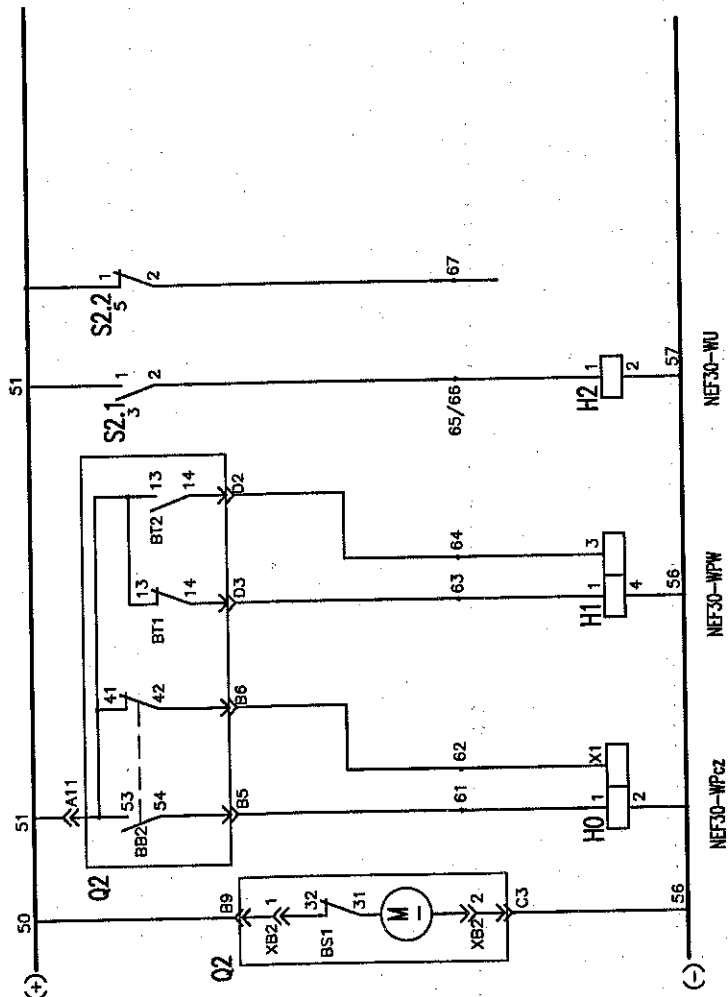 (+)
50
B9
Q2
XB2 1
32
BS1
31
M
XB2 2
C3
56
(-)
51
A11
Q2
53
BB2
54
41
42
B5
B6
61
62
H0
1
X1
2
NEF30-WPcz
13
BT1
14
13
BT2
14
D3
D2
63
64
H1
1
3
4
56
NEF30-WPW
51
S2.1
3
1
2
65/66
H2
1
2
57
NEF30-WU
S2.2
5
1
2
67